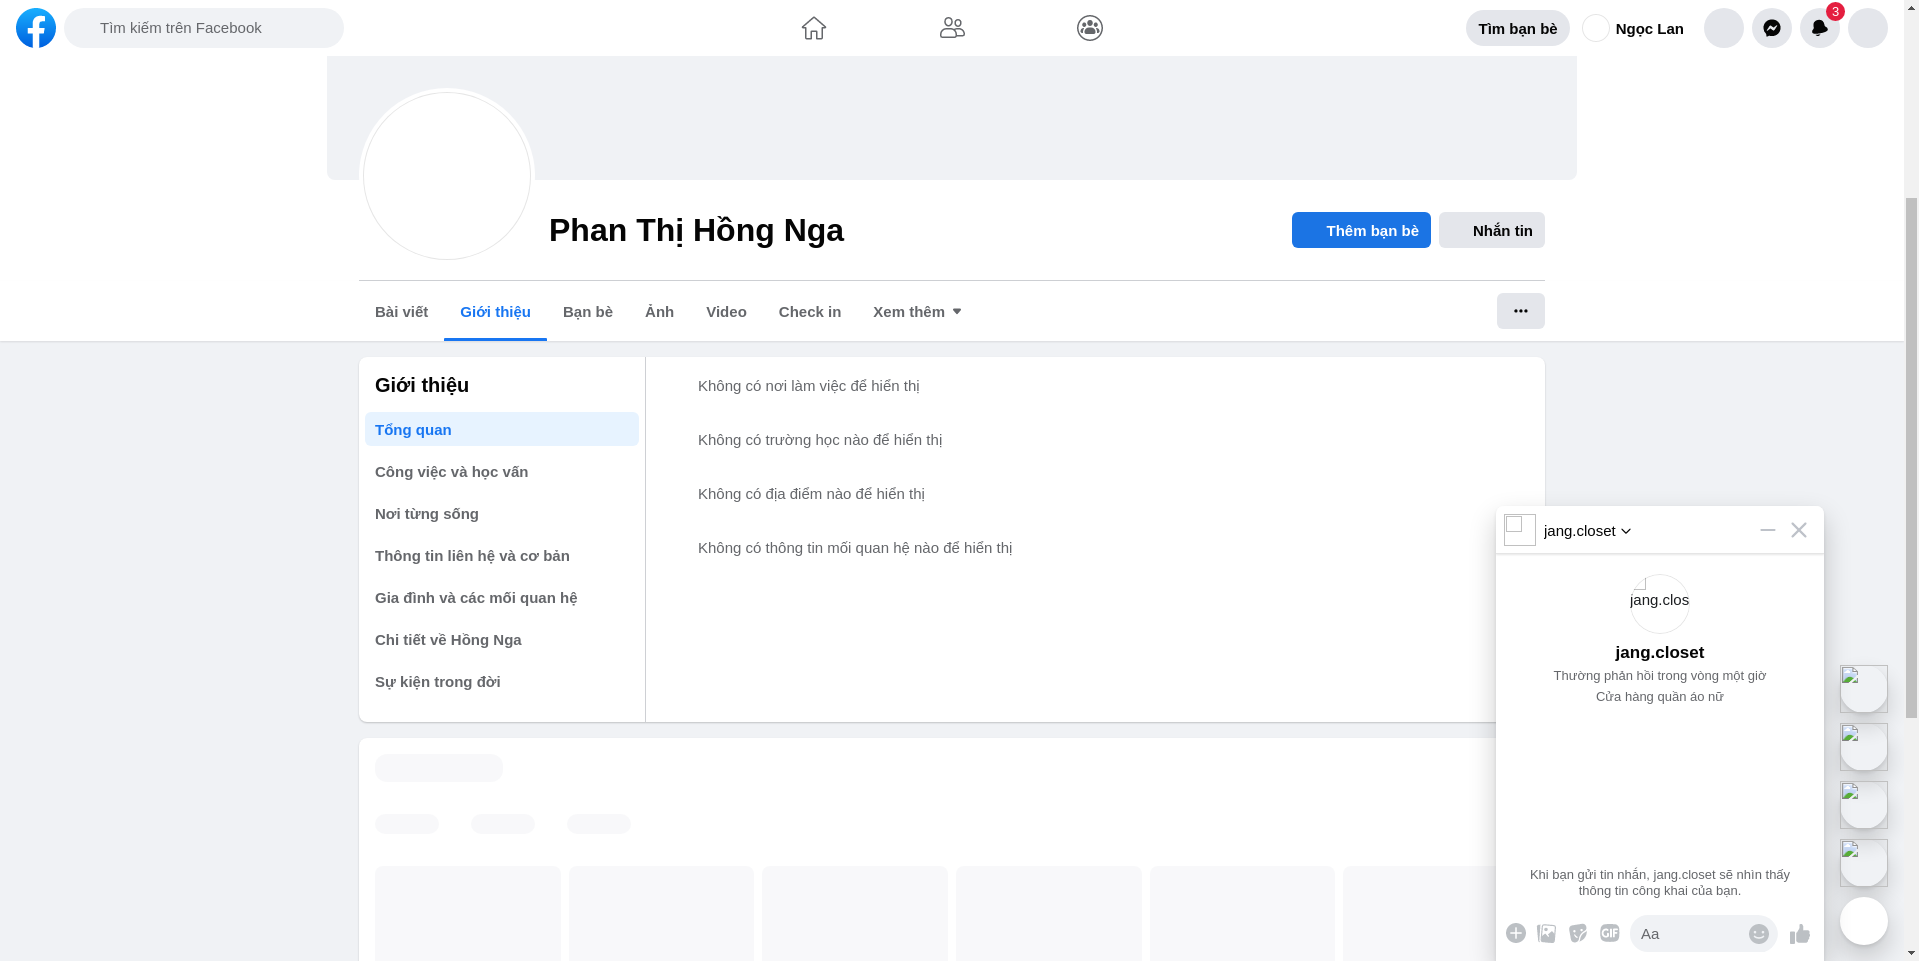 Tìm kiếm trên Facebook
Tìm bạn bè
Ngọc Lan
3
Phan Thị Hồng Nga
Thêm bạn bè
Nhắn tin
Bài viết
Giới thiệu
Bạn bè
Ảnh
Video
Check in
Xem thêm
Giới thiệu
Tổng quan
Công việc và học vấn
Nơi từng sống
Thông tin liên hệ và cơ bản
Gia đình và các mối quan hệ
Chi tiết về Hồng Nga
Sự kiện trong đời
Không có nơi làm việc để hiển thị
Không có trường học nào để hiển thị
Không có địa điểm nào để hiển thị
Không có thông tin mối quan hệ nào để hiển thị
jang.closet
jang.clos
jang.closet
Thường phản hồi trong vòng một giờ
Cửa hàng quần áo nữ
Khi bạn gửi tin nhắn, jang.closet sẽ nhìn thấy
thông tin công khai của bạn.
GIF
Aa